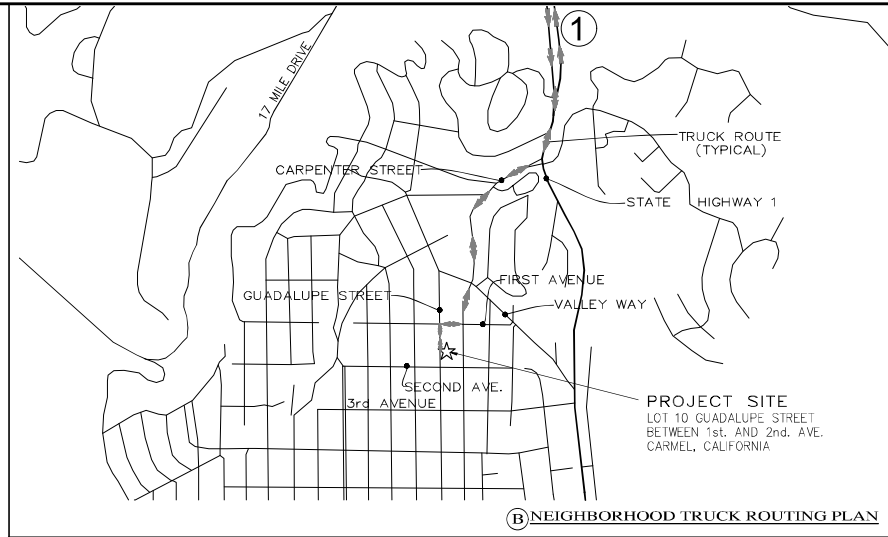 1
17 MILE DRIVE
TRUCK ROUTE
(TYPICAL)
CARPENTER STREET
STATE HIGHWAY 1
FIRST AVENUE
GUADALUPE STREET
VALLEY WAY
SECOND AVE.
3rd AVENUE
PROJECT SITE
LOT 10 GUADALUPE STREET
BETWEEN 1st. AND 2nd. AVE.
CARMEL, CALIFORNIA
B NEIGHBORHOOD TRUCK ROUTING PLAN